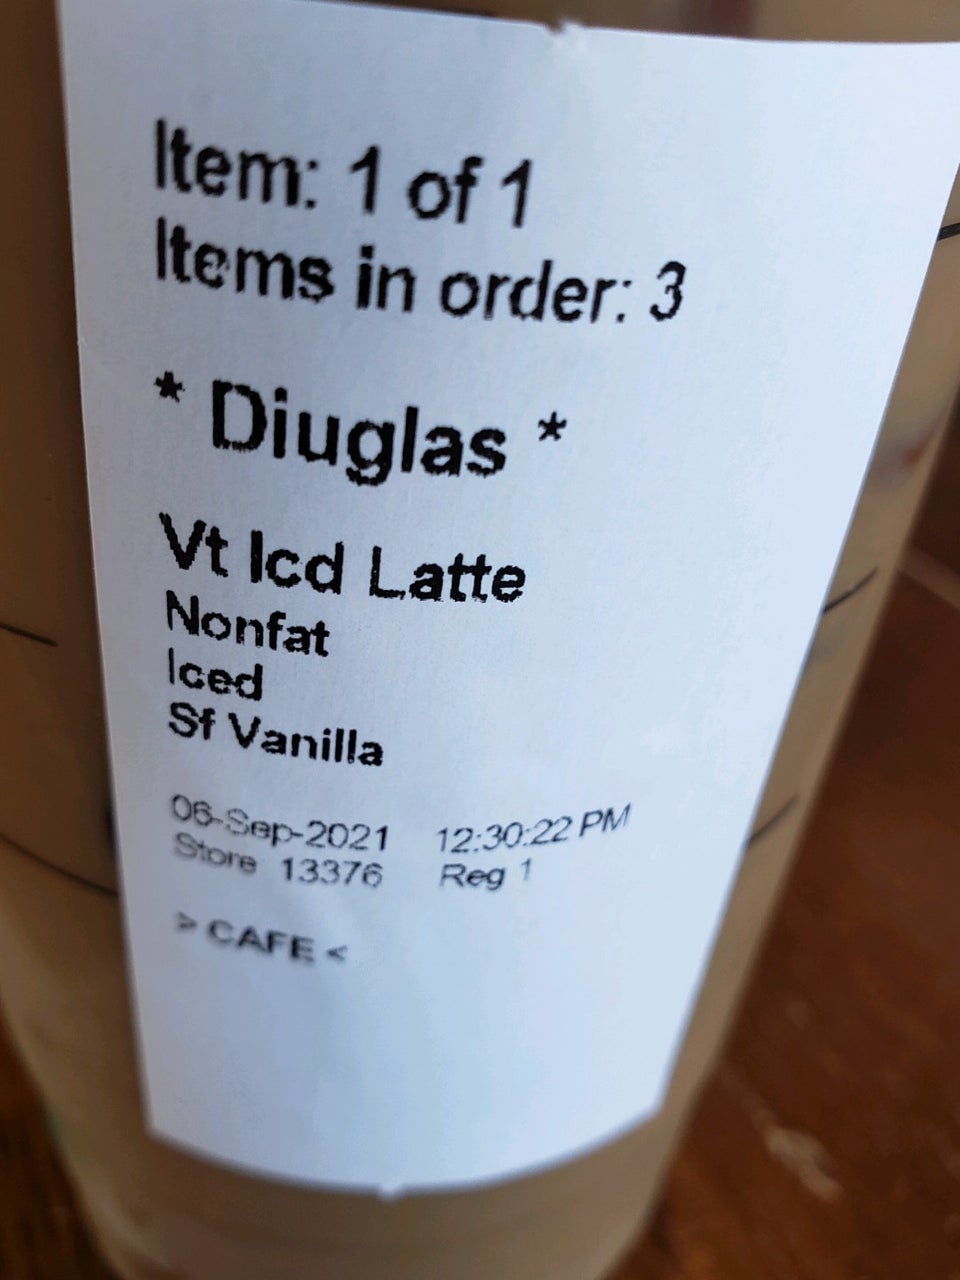 Item: 1 of 1
Items in order: 3
* Diuglas *
Vt Icd Latte
Nonfat
Iced
Sf Vanilla
06-Sep-2021 12:30:22 PM
Store 13376 Reg 1
> CAFE <